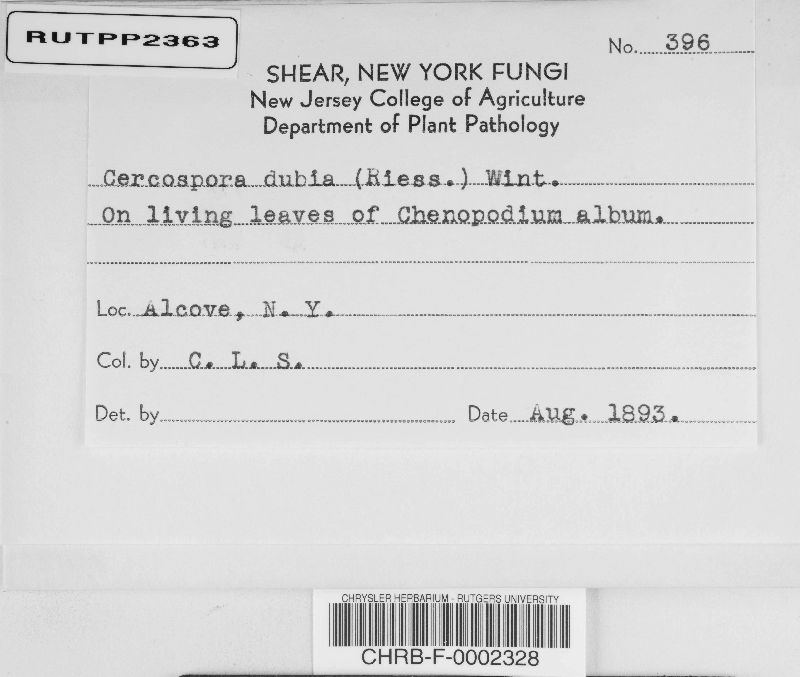 RUTPP2363
No. 396
SHEAR, NEW YORK FUNGI
New Jersey College of Agriculture
Department of Plant Pathology
Cercospora dubia (Riess.) Wint.
On living leaves of Chenopodium album.
Loc. Alcove, N. Y.
Col. by C. L. S.
Det. by
Date Aug. 1893.
CHRYSLER HERBARIUM - RUTGERS UNIVERSITY
CHRB-F-0002328